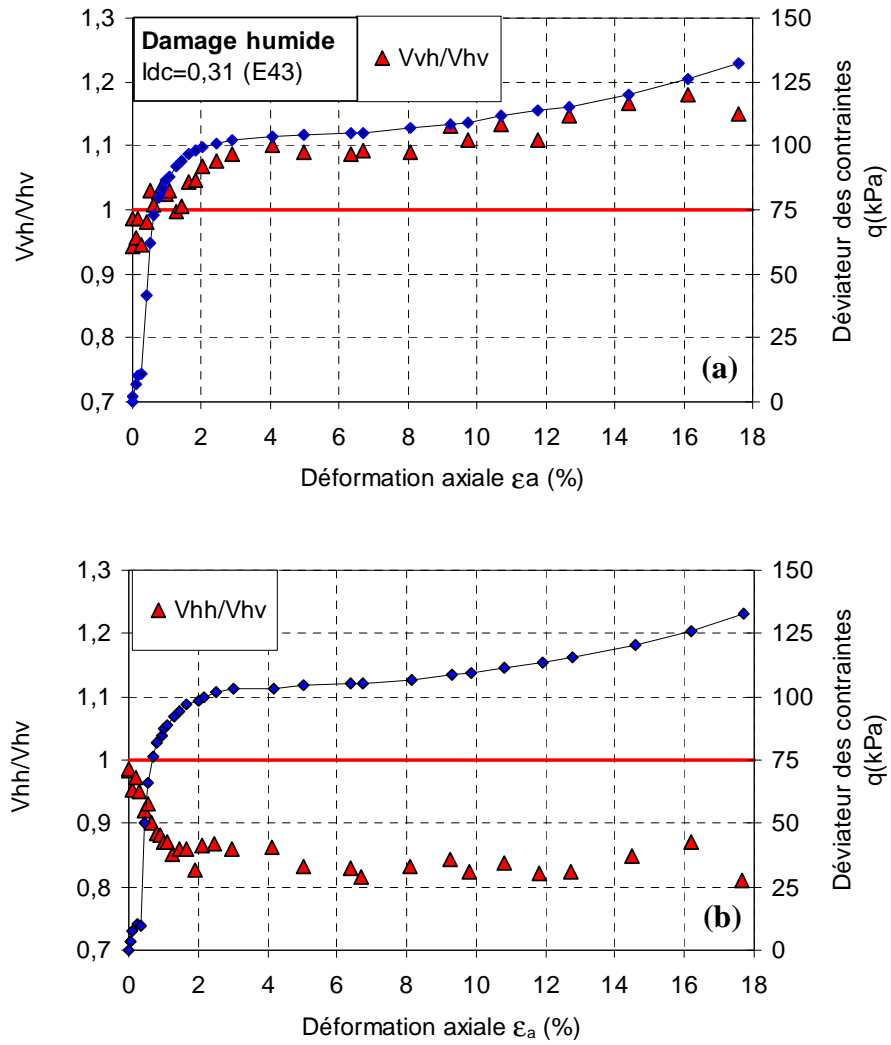 Damage humide
Idc=0,31 (E43)
Vvh/Vhv
1,3
1,2
1,1
1
0,9
0,8
0,7
Vvh/Vhv
150
125
100
75
50
25
0
Déviateur des contraintes
q(kPa)
(a)
0 2 4 6 8 10 12 14 16 18
Déformation axiale εa (%)
Vhh/Vhv
1,3
1,2
1,1
1
0,9
0,8
0,7
Vhh/Vhv
150
125
100
75
50
25
0
Déviateur des contraintes
q(kPa)
(b)
0 2 4 6 8 10 12 14 16 18
Déformation axiale εa (%)